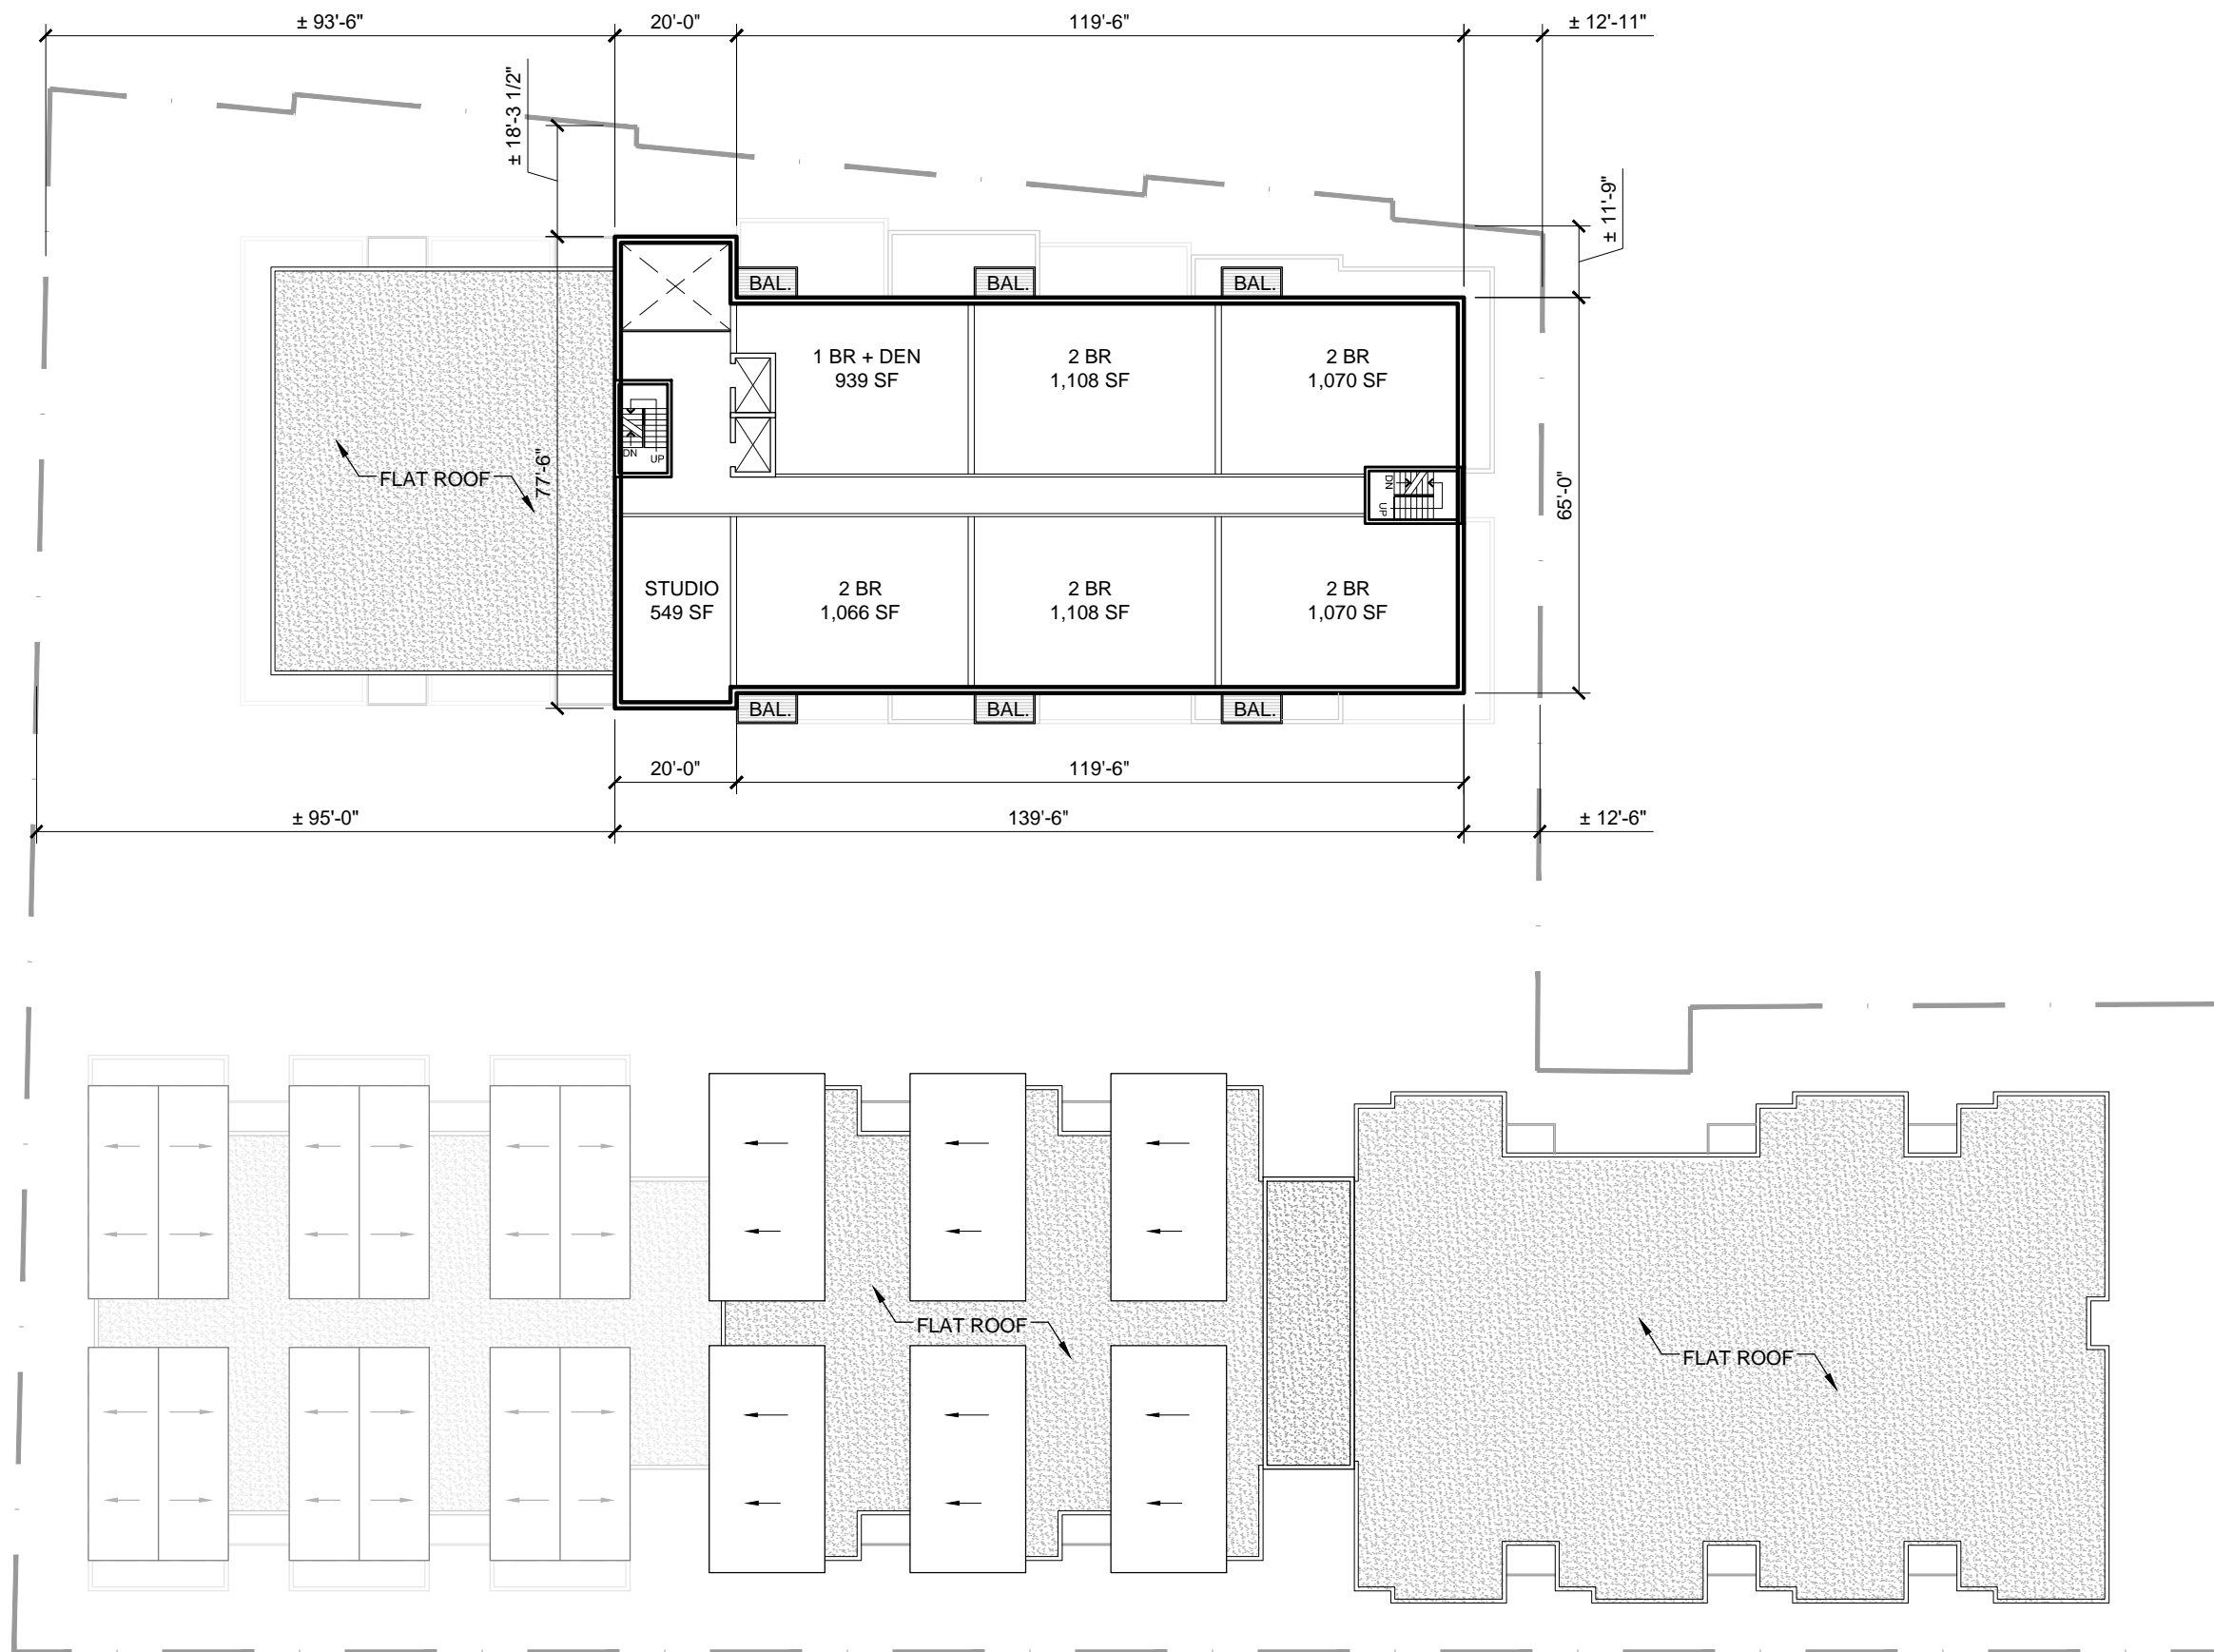 ± 93'-6"
20'-0"
119'-6"
± 12'-11"
± 18'-3 1/2"
± 11'-9"
BAL.
BAL.
BAL.
1 BR + DEN
939 SF
2 BR
1,108 SF
2 BR
1,070 SF
DN
UP
FLAT ROOF
77'-6"
DN
UP
65'-0"
STUDIO
549 SF
2 BR
1,066 SF
2 BR
1,108 SF
2 BR
1,070 SF
BAL.
BAL.
BAL.
20'-0"
119'-6"
± 95'-0"
139'-6"
± 12'-6"
FLAT ROOF
FLAT ROOF